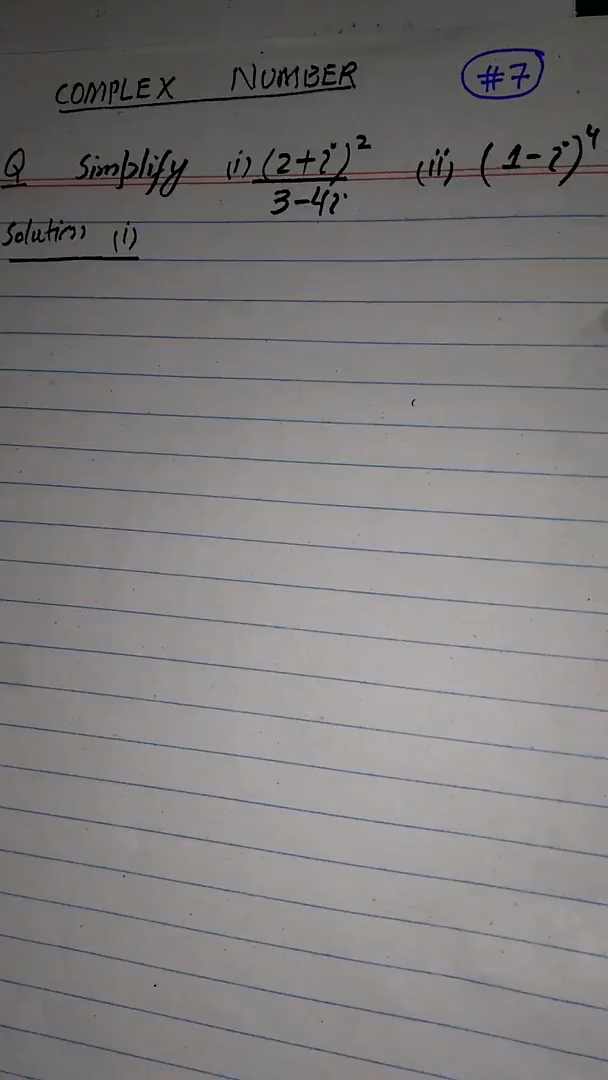 COMPLEX NUMBER #7
Q Simplify (i) (2+i)²/3-4i (ii) (1-i)⁴
Solution (i)